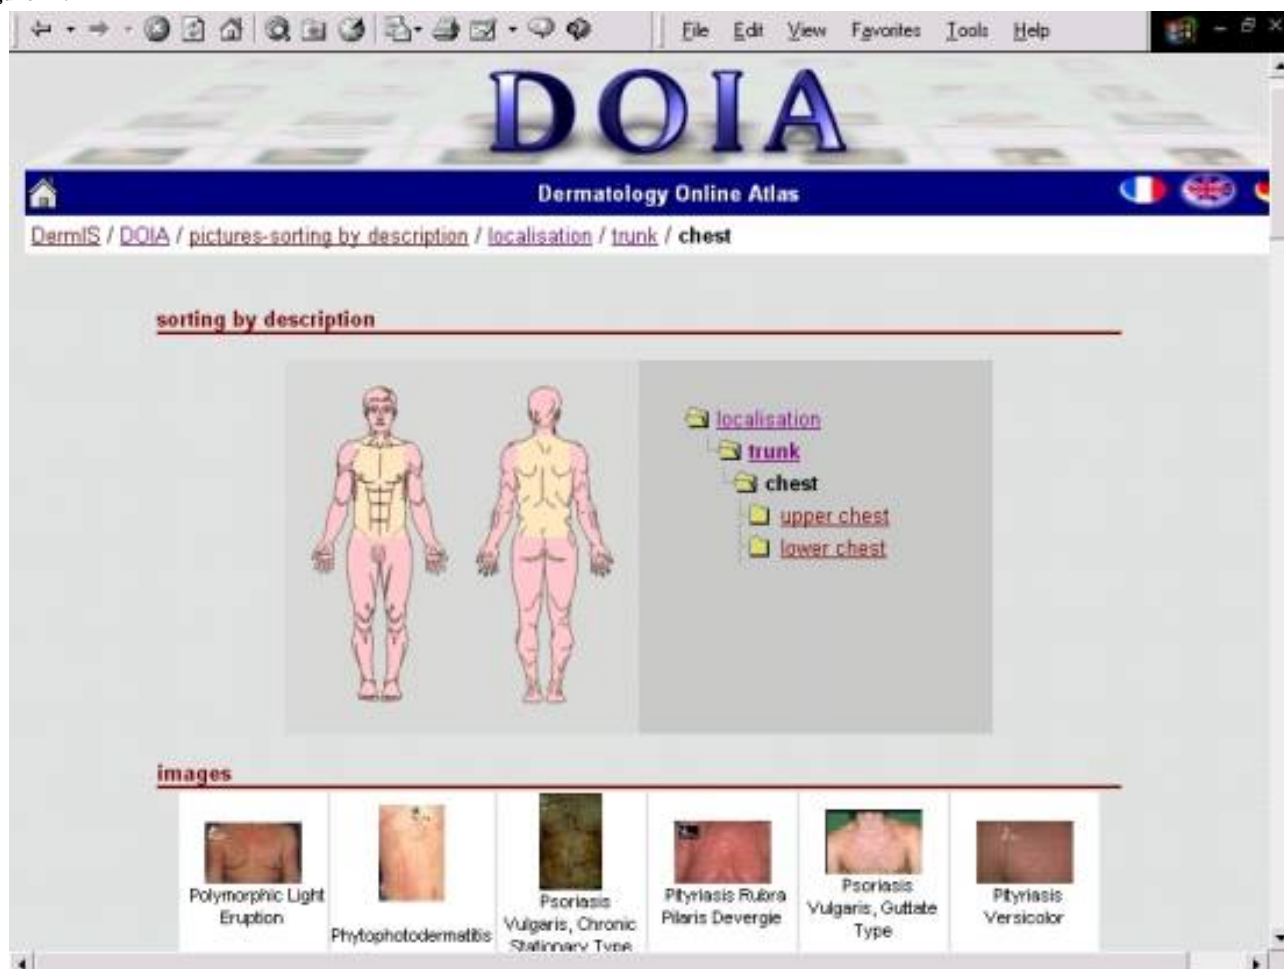 File Edit View Favorites Tools Help
DOIA
Dermatology Online Atlas
DermIS / DOIA / pictures-sorting by description / localisation / trunk / chest
sorting by description
localisation
trunk
chest
upper chest
lower chest
images
Polymorphic Light
Eruption
Phytophotodermatitis
Psoriasis
Vulgaris, Chronic
Stationary Type
Pityriasis Rubra
Pilaris Devergie
Psoriasis
Vulgaris, Guttate
Type
Pityriasis
Versicolor